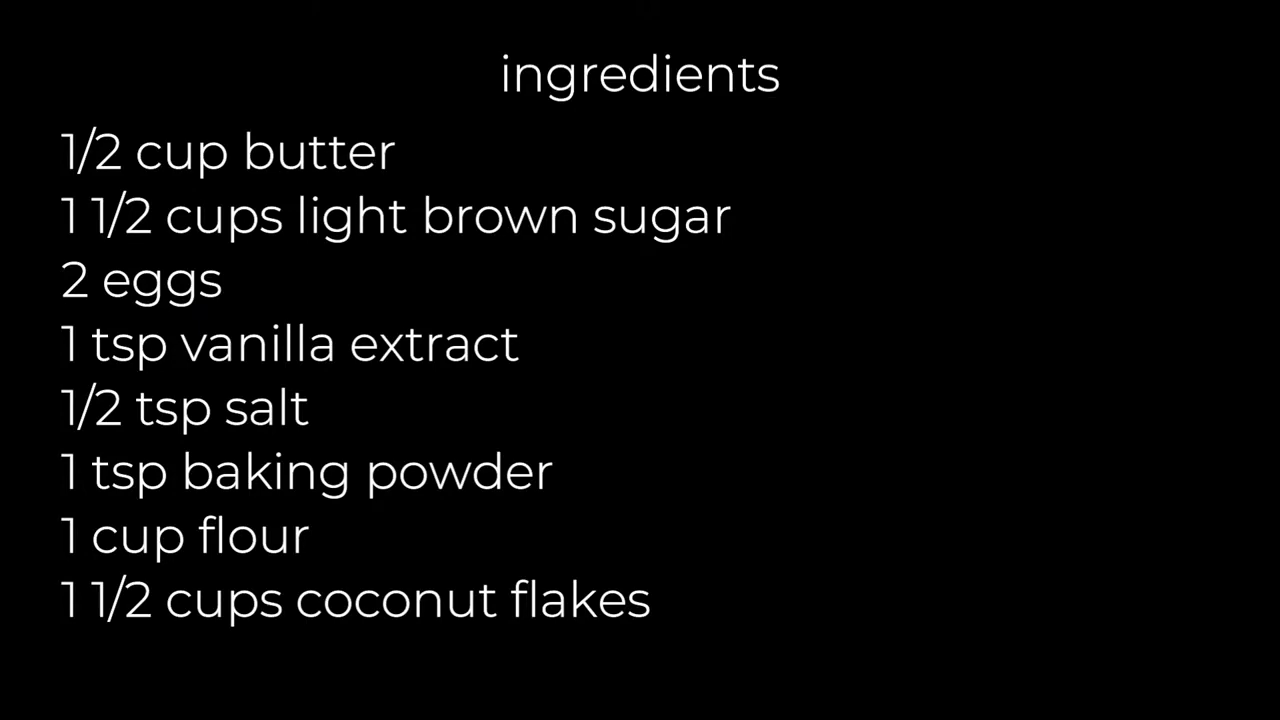 ingredients
1/2 cup butter
1 1/2 cups light brown sugar
2 eggs
1 tsp vanilla extract
1/2 tsp salt
1 tsp baking powder
1 cup flour
1 1/2 cups coconut flakes